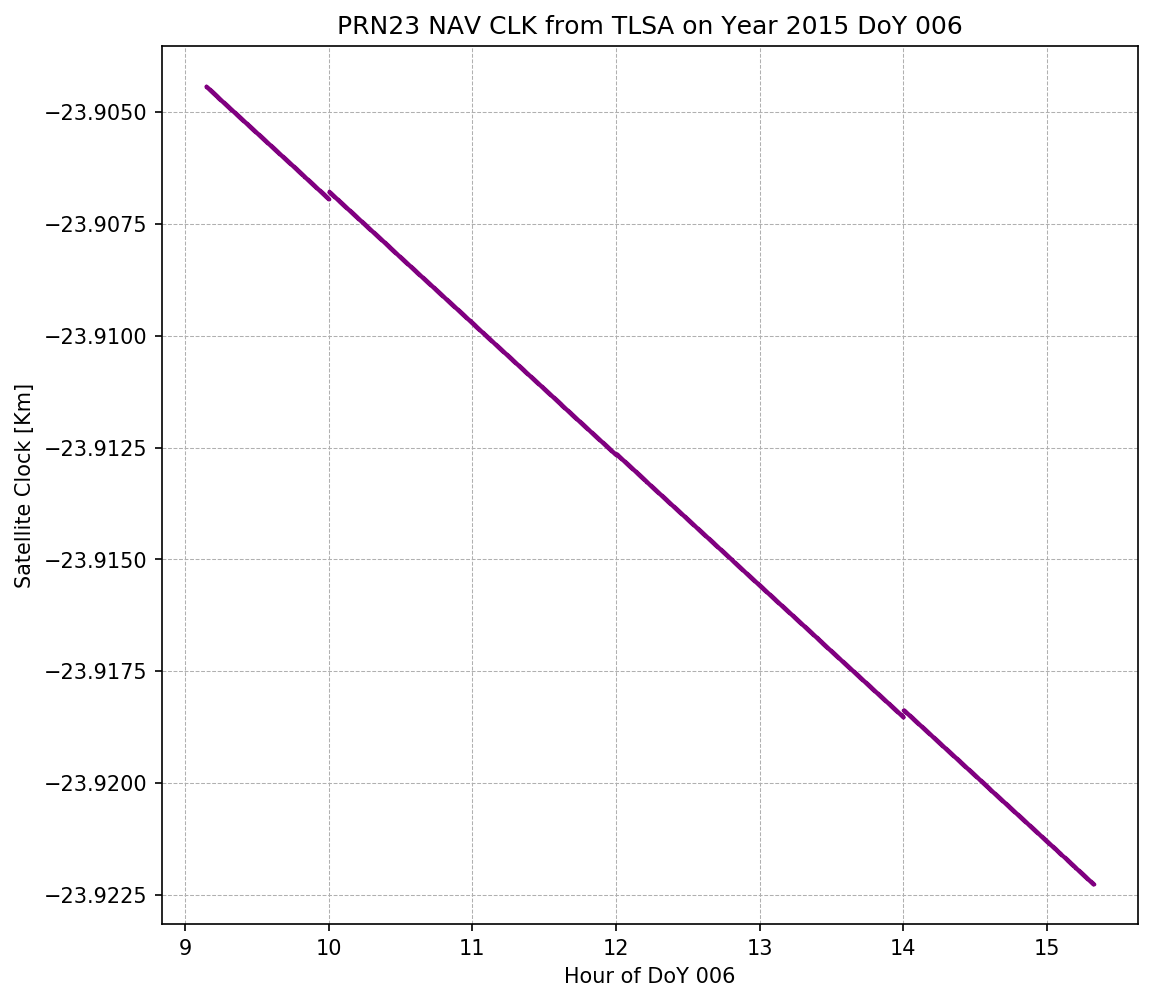 PRN23 NAV CLK from TLSA on Year 2015 DoY 006
Satellite Clock [Km]
−23.9050
−23.9075
−23.9100
−23.9125
−23.9150
−23.9175
−23.9200
−23.9225
9 10 11 12 13 14 15
Hour of DoY 006